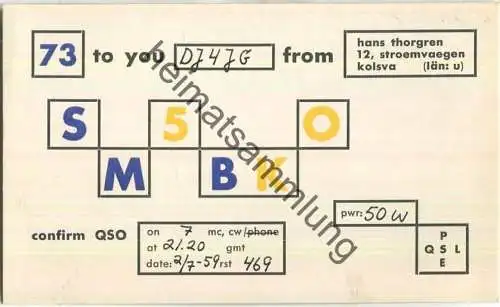 73 to you DJ4JG from
hans thorgren
12, stroemvaegen
kolsva (län: u)
S 5 O
M B K
heimatsammlung
pwr: 50 W
confirm QSO
on 7 mc, cw/phone
at 21.20 gmt
date: 2/7-59 rst 469
P
Q S L
E